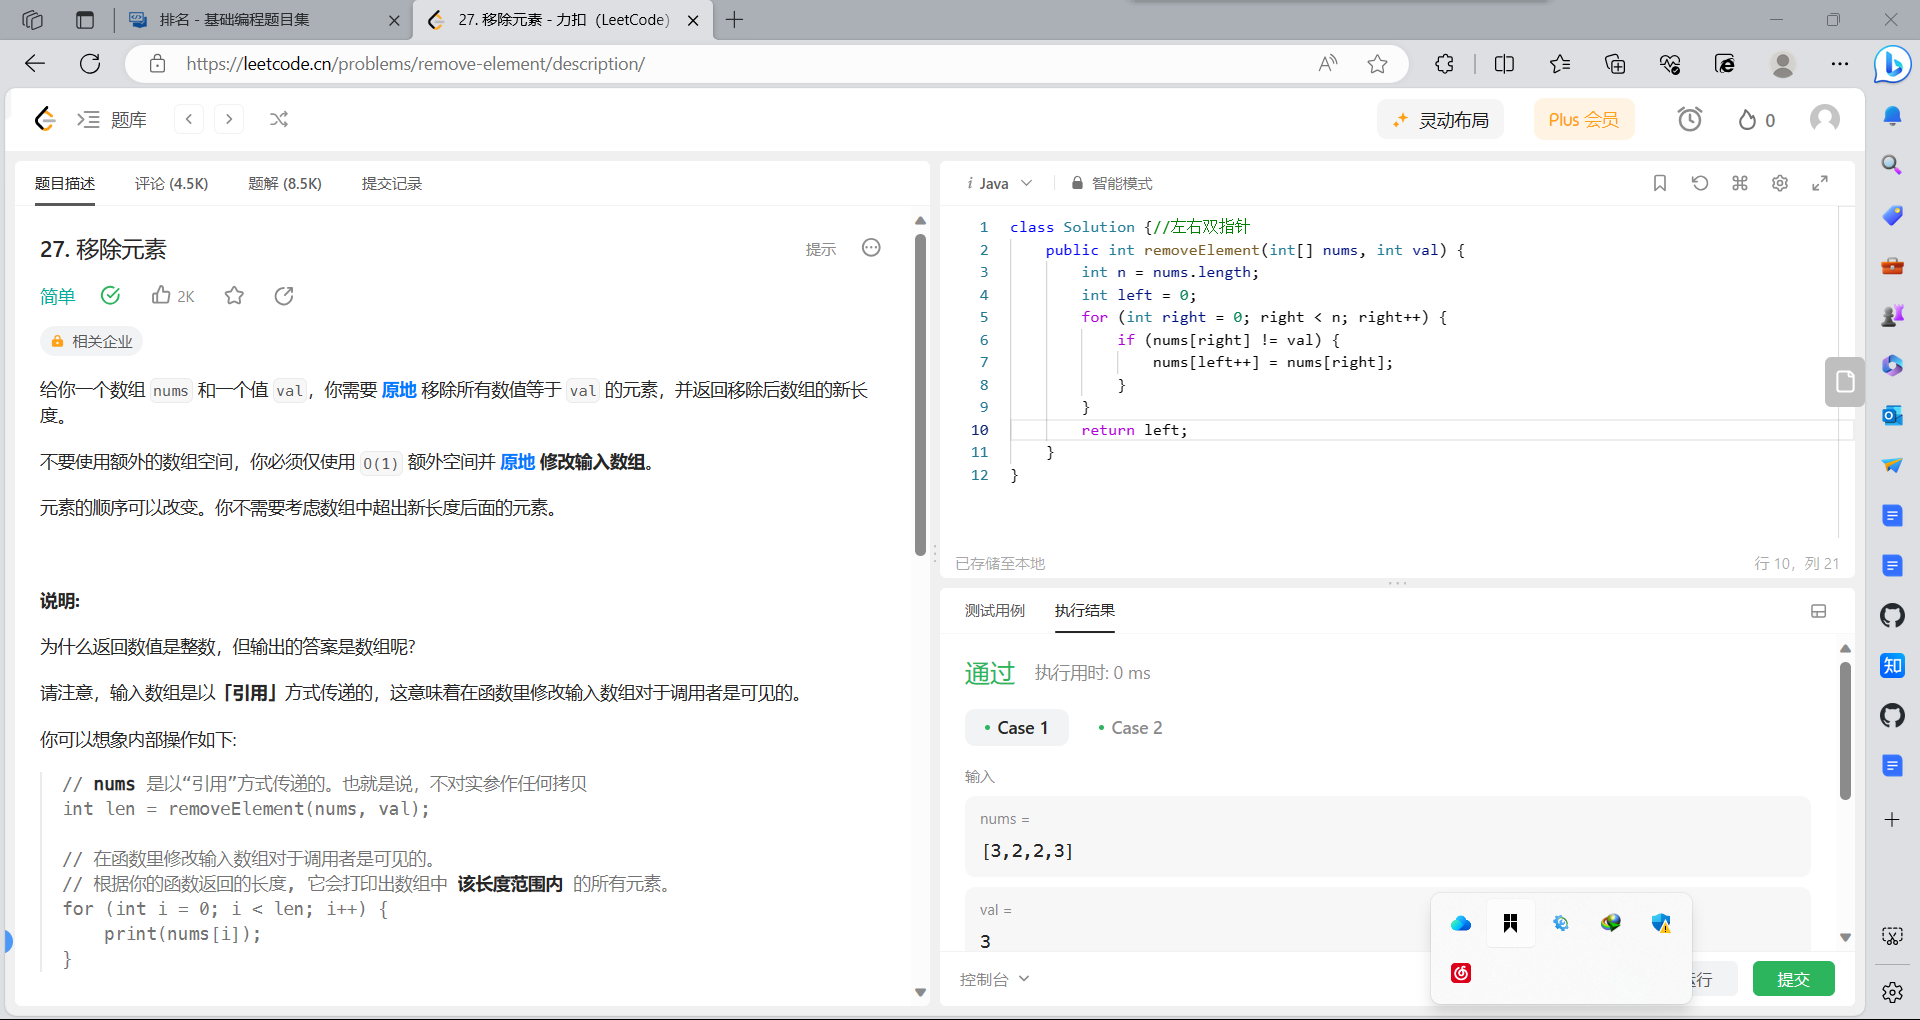 排名 - 基础编程题目集
27. 移除元素 - 力扣（LeetCode）
https://leetcode.cn/problems/remove-element/description/
题库
灵动布局
Plus 会员
0
题目描述
评论 (4.5K)
题解 (8.5K)
提交记录
27. 移除元素
提示
简单
2K
相关企业
给你一个数组 nums 和一个值 val，你需要 原地 移除所有数值等于 val 的元素，并返回移除后数组的新长
度。
不要使用额外的数组空间，你必须仅使用 O(1) 额外空间并 原地 修改输入数组。
元素的顺序可以改变。你不需要考虑数组中超出新长度后面的元素。
说明:
为什么返回数值是整数，但输出的答案是数组呢?
请注意，输入数组是以「引用」方式传递的，这意味着在函数里修改输入数组对于调用者是可见的。
你可以想象内部操作如下:
// nums 是以“引用”方式传递的。也就是说，不对实参作任何拷贝
int len = removeElement(nums, val);
// 在函数里修改输入数组对于调用者是可见的。
// 根据你的函数返回的长度, 它会打印出数组中 该长度范围内 的所有元素。
for (int i = 0; i < len; i++) {
    print(nums[i]);
}
i Java
智能模式
1 class Solution {//左右双指针
2     public int removeElement(int[] nums, int val) {
3         int n = nums.length;
4         int left = 0;
5         for (int right = 0; right < n; right++) {
6             if (nums[right] != val) {
7                 nums[left++] = nums[right];
8             }
9         }
10         return left;
11     }
12 }
已存储至本地
行 10，列 21
测试用例
执行结果
通过
执行用时: 0 ms
Case 1
Case 2
输入
nums =
[3,2,2,3]
val =
3
控制台
行
提交
知